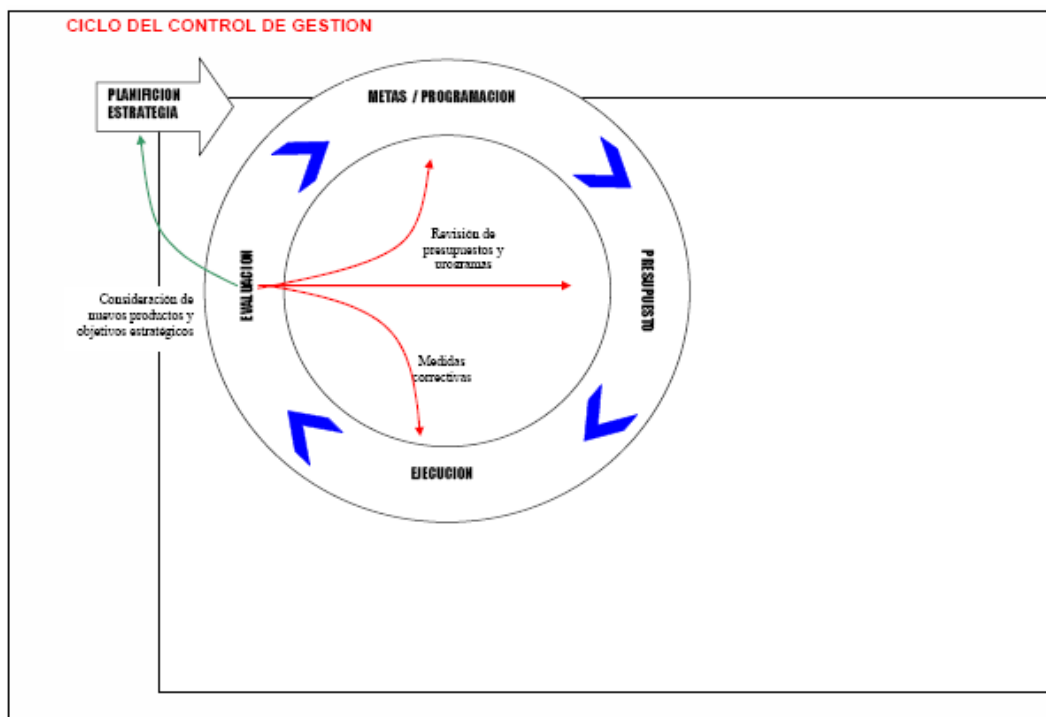 CICLO DEL CONTROL DE GESTION
PLANIFICION
ESTRATEGIA
METAS / PROGRAMACION
Revisión de
presupuestos y
programas
EVALUACION
PRESUPUESTO
Consideración de
nuevos productos y
objetivos estratégicos
Medidas
correctivas
EJECUCION